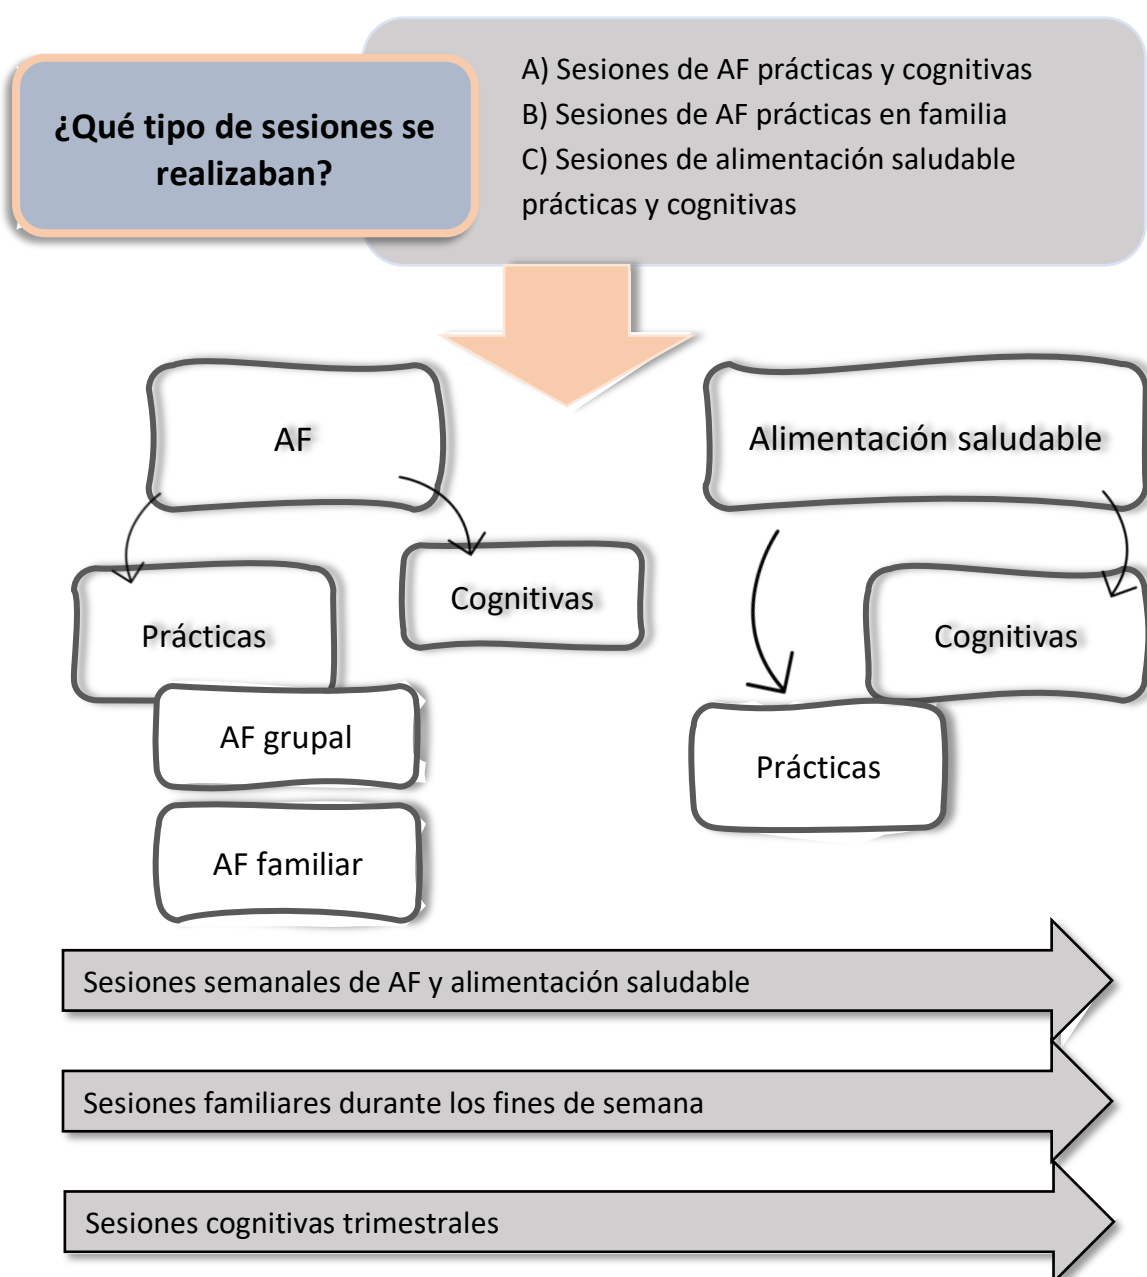 ¿Qué tipo de sesiones se
realizaban?
A) Sesiones de AF prácticas y cognitivas
B) Sesiones de AF prácticas en familia
C) Sesiones de alimentación saludable
prácticas y cognitivas
AF
Alimentación saludable
Prácticas
Cognitivas
AF grupal
AF familiar
Cognitivas
Prácticas
Sesiones semanales de AF y alimentación saludable
Sesiones familiares durante los fines de semana
Sesiones cognitivas trimestrales